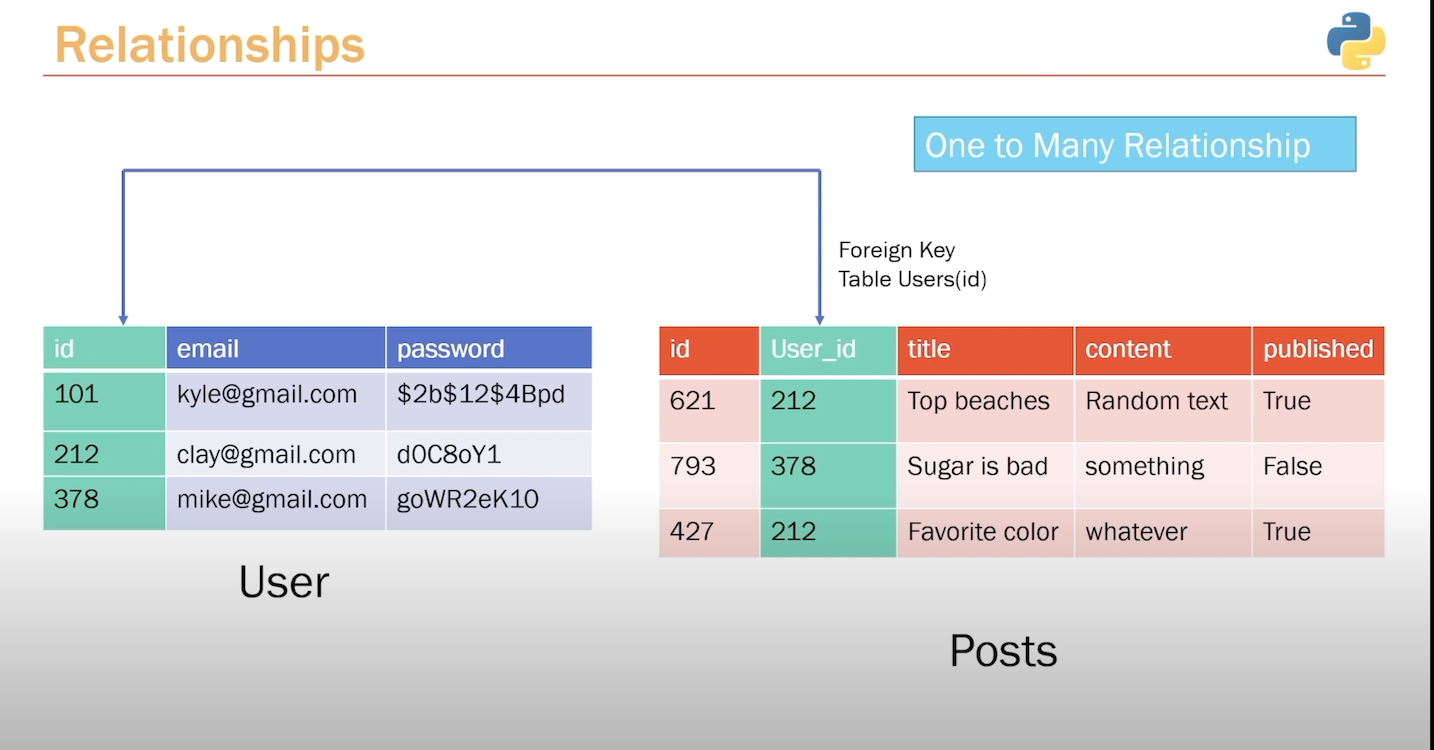 Relationships
One to Many Relationship
Foreign Key
Table Users(id)
id email password
101 kyle@gmail.com $2b$12$4Bpd
212 clay@gmail.com d0C8oY1
378 mike@gmail.com goWR2eK10
User
id User_id title content published
621 212 Top beaches Random text True
793 378 Sugar is bad something False
427 212 Favorite color whatever True
Posts